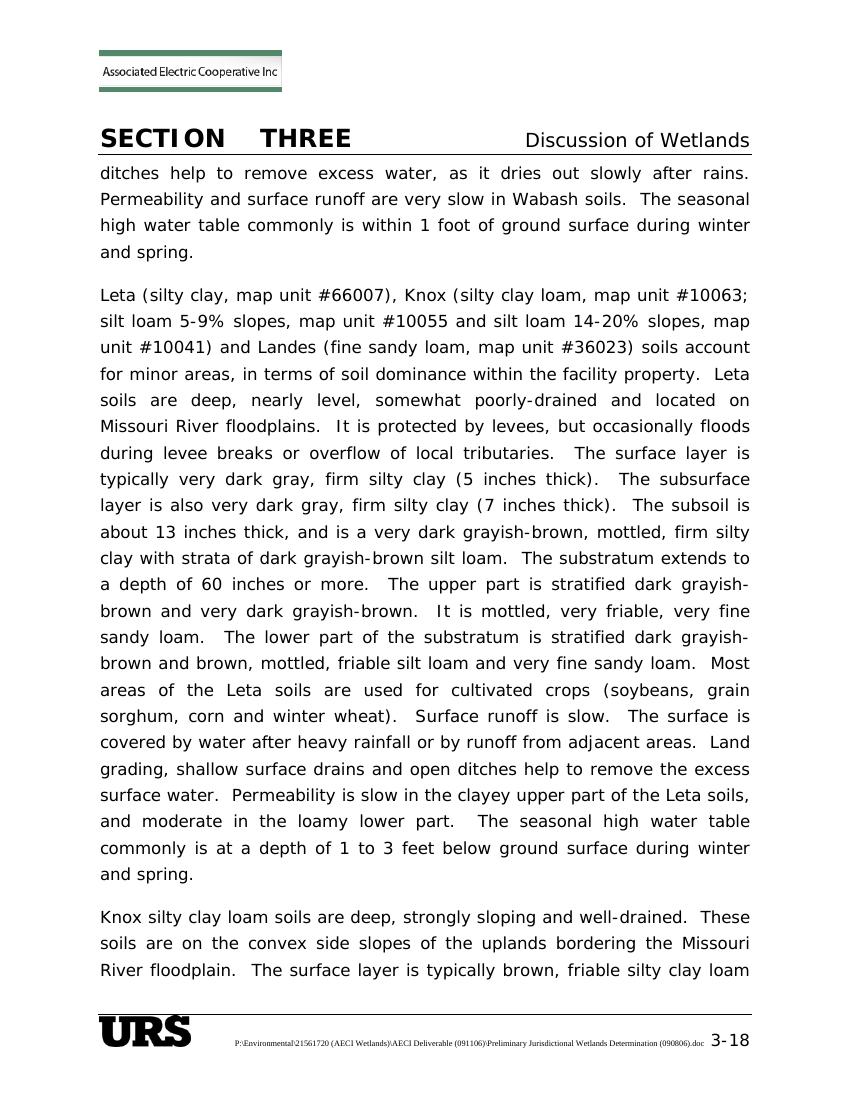 Associated Electric Cooperative Inc
SECTION THREE Discussion of Wetlands
ditches help to remove excess water, as it dries out slowly after rains.
Permeability and surface runoff are very slow in Wabash soils. The seasonal
high water table commonly is within 1 foot of ground surface during winter
and spring.
Leta (silty clay, map unit #66007), Knox (silty clay loam, map unit #10063;
silt loam 5-9% slopes, map unit #10055 and silt loam 14-20% slopes, map
unit #10041) and Landes (fine sandy loam, map unit #36023) soils account
for minor areas, in terms of soil dominance within the facility property. Leta
soils are deep, nearly level, somewhat poorly-drained and located on
Missouri River floodplains. It is protected by levees, but occasionally floods
during levee breaks or overflow of local tributaries. The surface layer is
typically very dark gray, firm silty clay (5 inches thick). The subsurface
layer is also very dark gray, firm silty clay (7 inches thick). The subsoil is
about 13 inches thick, and is a very dark grayish-brown, mottled, firm silty
clay with strata of dark grayish-brown silt loam. The substratum extends to
a depth of 60 inches or more. The upper part is stratified dark grayish-
brown and very dark grayish-brown. It is mottled, very friable, very fine
sandy loam. The lower part of the substratum is stratified dark grayish-
brown and brown, mottled, friable silt loam and very fine sandy loam. Most
areas of the Leta soils are used for cultivated crops (soybeans, grain
sorghum, corn and winter wheat). Surface runoff is slow. The surface is
covered by water after heavy rainfall or by runoff from adjacent areas. Land
grading, shallow surface drains and open ditches help to remove the excess
surface water. Permeability is slow in the clayey upper part of the Leta soils,
and moderate in the loamy lower part. The seasonal high water table
commonly is at a depth of 1 to 3 feet below ground surface during winter
and spring.
Knox silty clay loam soils are deep, strongly sloping and well-drained. These
soils are on the convex side slopes of the uplands bordering the Missouri
River floodplain. The surface layer is typically brown, friable silty clay loam
URS P:\Environmental\21561720 (AECI Wetlands)\AECI Deliverable (091106)\Preliminary Jurisdictional Wetlands Determination (090806).doc 3-18